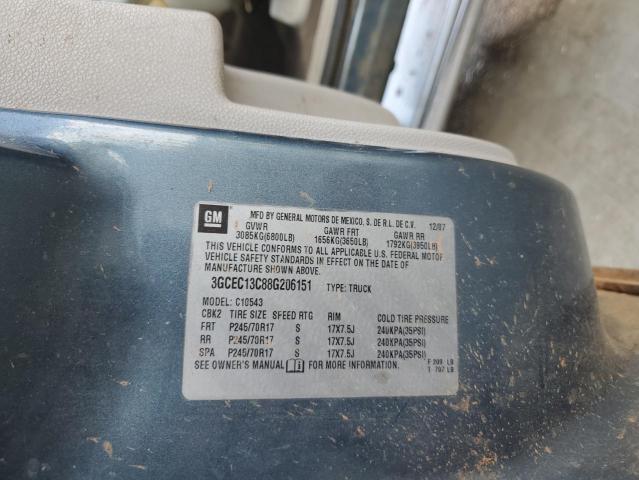 GM
MFD BY GENERAL MOTORS DE MEXICO, S. DE R.L. DE C.V. 12/07
GVWR GAWR FRT GAWR RR
3085KG(6800LB) 1656KG(3650LB) 1792KG(3950LB)
THIS VEHICLE CONFORMS TO ALL APPLICABLE U.S. FEDERAL MOTOR
VEHICLE SAFETY STANDARDS IN EFFECT ON THE DATE OF
MANUFACTURE SHOWN ABOVE.
3GCEC13C88G206151 TYPE: TRUCK
MODEL: C10543
CBK2 TIRE SIZE SPEED RTG RIM COLD TIRE PRESSURE
FRT P245/70R17 S 17X7.5J 240KPA(35PSI)
RR P245/70R17 S 17X7.5J 240KPA(35PSI)
SPA P245/70R17 S 17X7.5J 240KPA(35PSI)
SEE OWNER'S MANUAL FOR MORE INFORMATION.
F 209 LB
T 797 LB